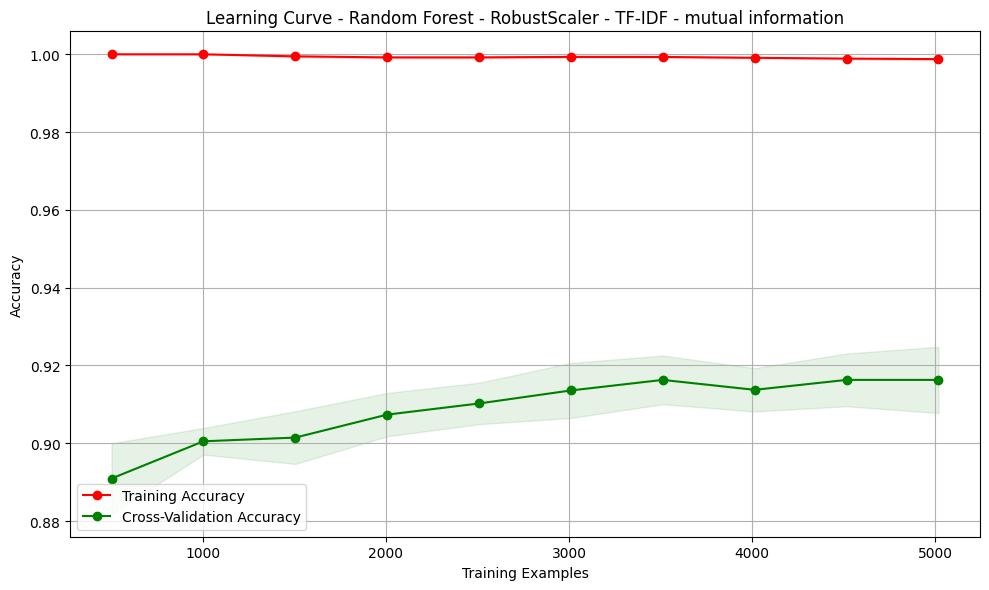 Learning Curve - Random Forest - RobustScaler - TF-IDF - mutual information
1.00
0.98
0.96
0.94
0.92
0.90
0.88
Accuracy
Training Accuracy
Cross-Validation Accuracy
1000 2000 3000 4000 5000
Training Examples